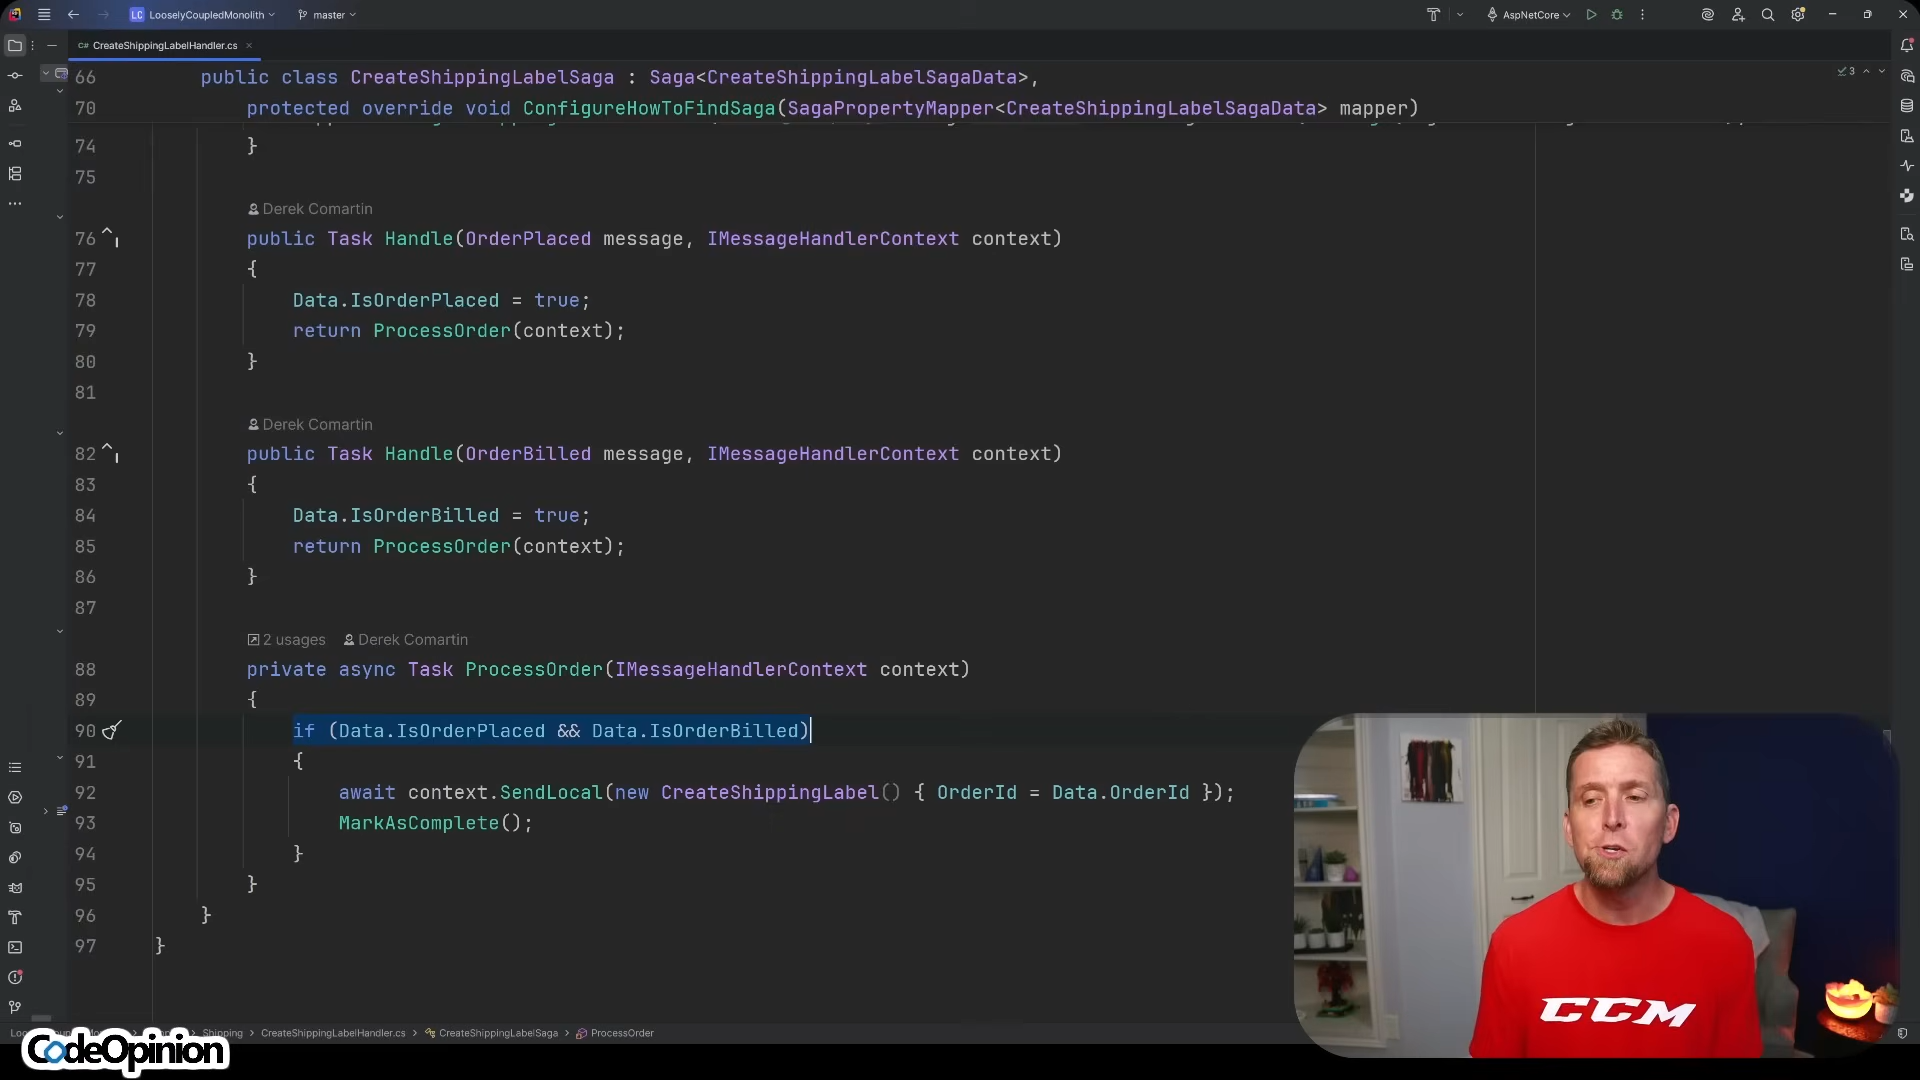 LC LooselyCoupledMonolith
master
AspNetCore
C# CreateShippingLabelHandler.cs
3
66 public class CreateShippingLabelSaga : Saga<CreateShippingLabelSagaData>,
70 protected override void ConfigureHowToFindSaga(SagaPropertyMapper<CreateShippingLabelSagaData> mapper)
74 }
75
Derek Comartin
76 public Task Handle(OrderPlaced message, IMessageHandlerContext context)
77 {
78 Data.IsOrderPlaced = true;
79 return ProcessOrder(context);
80 }
81
Derek Comartin
82 public Task Handle(OrderBilled message, IMessageHandlerContext context)
83 {
84 Data.IsOrderBilled = true;
85 return ProcessOrder(context);
86 }
87
2 usages Derek Comartin
88 private async Task ProcessOrder(IMessageHandlerContext context)
89 {
90 if (Data.IsOrderPlaced && Data.IsOrderBilled)
91 {
92 await context.SendLocal(new CreateShippingLabel() { OrderId = Data.OrderId });
93 MarkAsComplete();
94 }
95 }
96 }
97 }
CCM
Shipping > CreateShippingLabelHandler.cs > CreateShippingLabelSaga > ProcessOrder
CodeOpinion